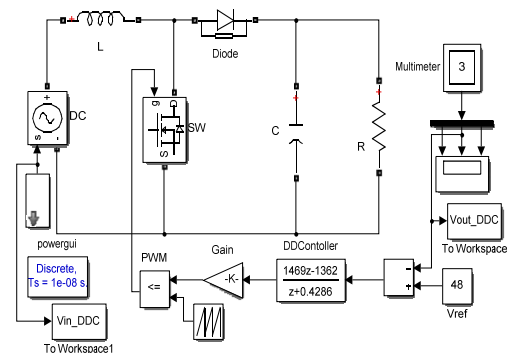 L
Diode
DC
+
s
-
g
D
S
SW
C
R
Multimeter
3
powergui
Discrete,
Ts = 1e-08 s.
Vin_DDC
To Workspace1
PWM
<=
Gain
-K-
DDContoller
1469z-1362
z+0.4286
-
+
Vout_DDC
To Workspace
48
Vref